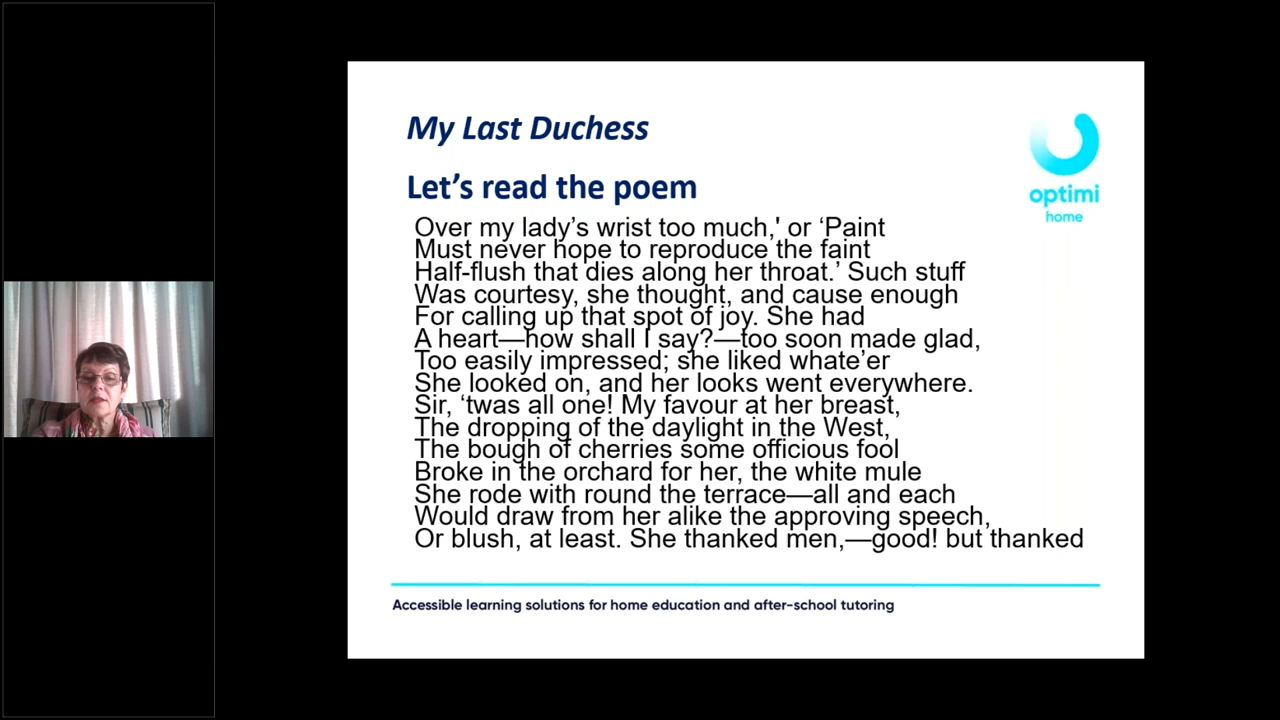 My Last Duchess
Let’s read the poem
optimi
home
Over my lady’s wrist too much,' or ‘Paint
Must never hope to reproduce the faint
Half-flush that dies along her throat.’ Such stuff
Was courtesy, she thought, and cause enough
For calling up that spot of joy. She had
A heart—how shall I say?—too soon made glad,
Too easily impressed; she liked whate’er
She looked on, and her looks went everywhere.
Sir, ‘twas all one! My favour at her breast,
The dropping of the daylight in the West,
The bough of cherries some officious fool
Broke in the orchard for her, the white mule
She rode with round the terrace—all and each
Would draw from her alike the approving speech,
Or blush, at least. She thanked men,—good! but thanked
Accessible learning solutions for home education and after-school tutoring